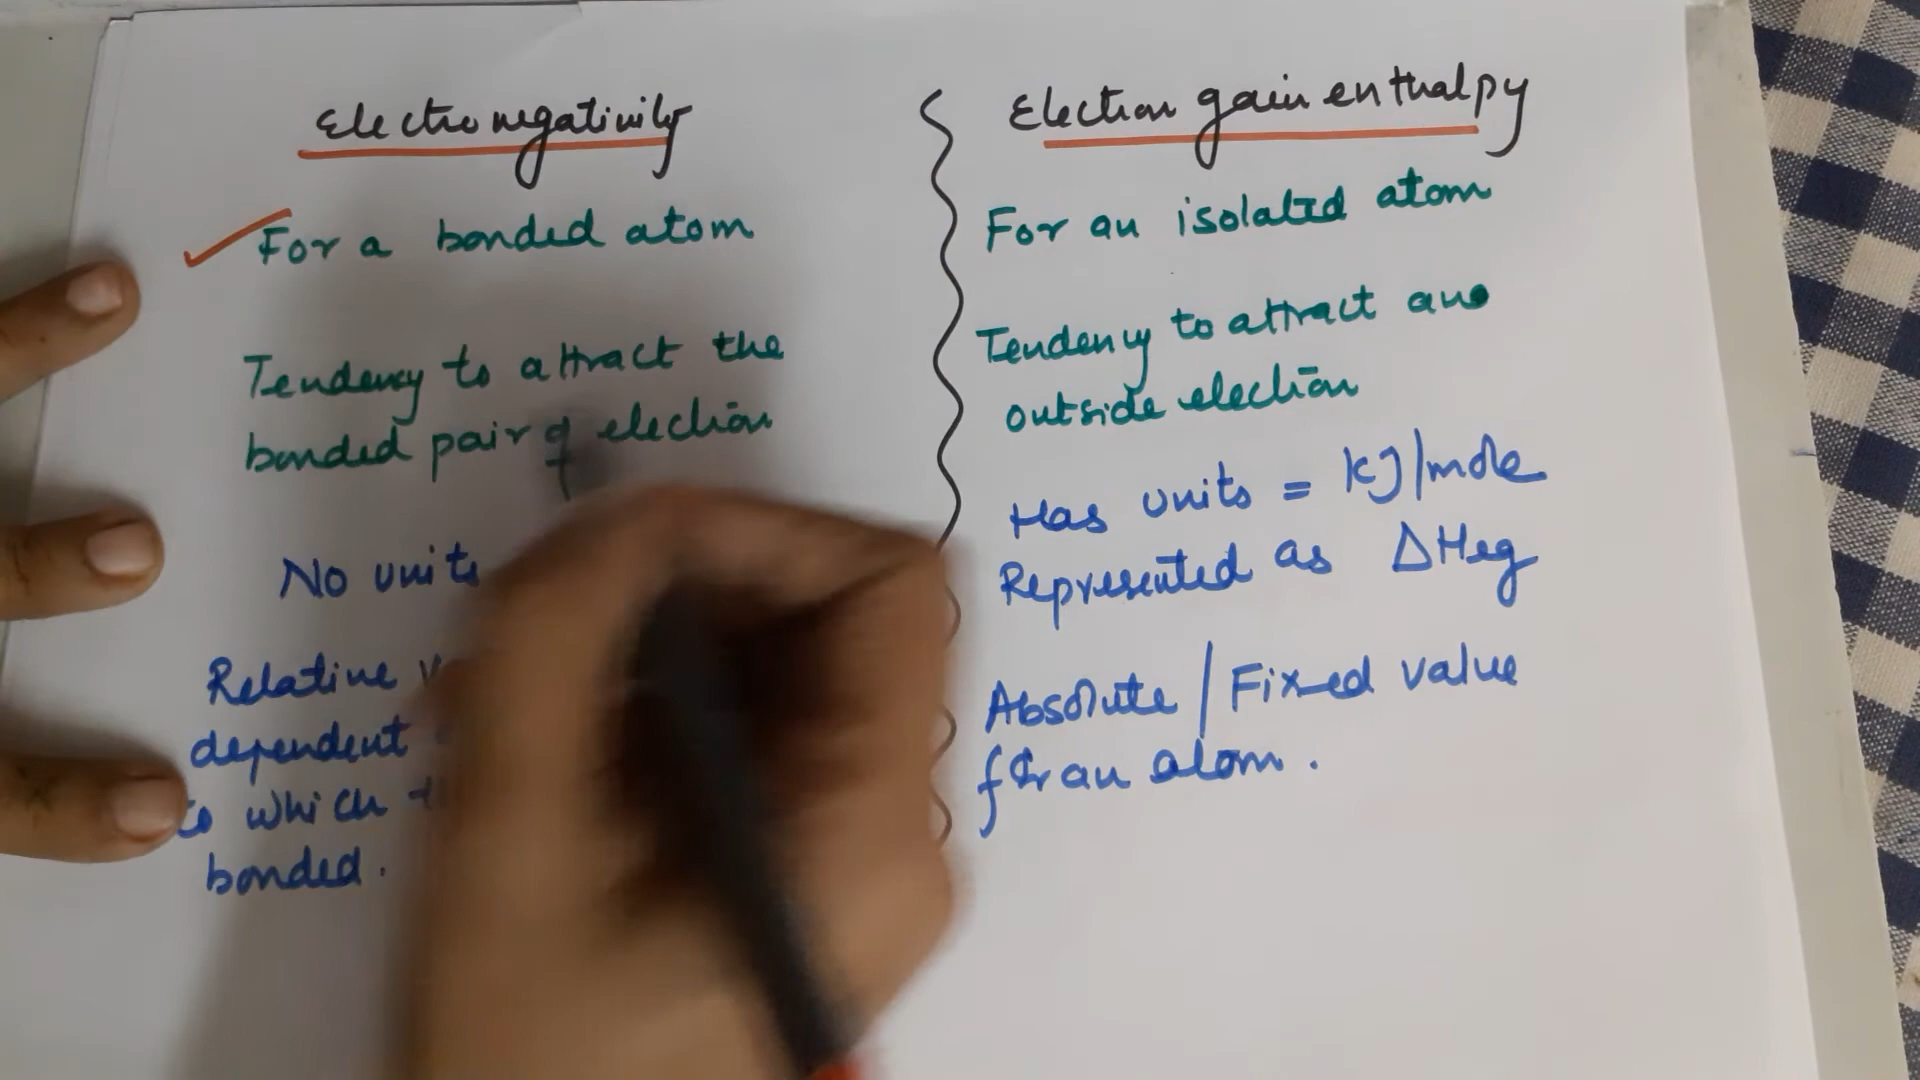 Electronegativity
For a bonded atom
Tendency to attract the
bonded pair of electron
No units
Relative
dependent
to which
bonded.
Electron gain enthalpy
For an isolated atom
Tendency to attract an
outside electron
Has units = KJ/mole
Represented as ΔHeg
Absolute / Fixed value
for an atom.